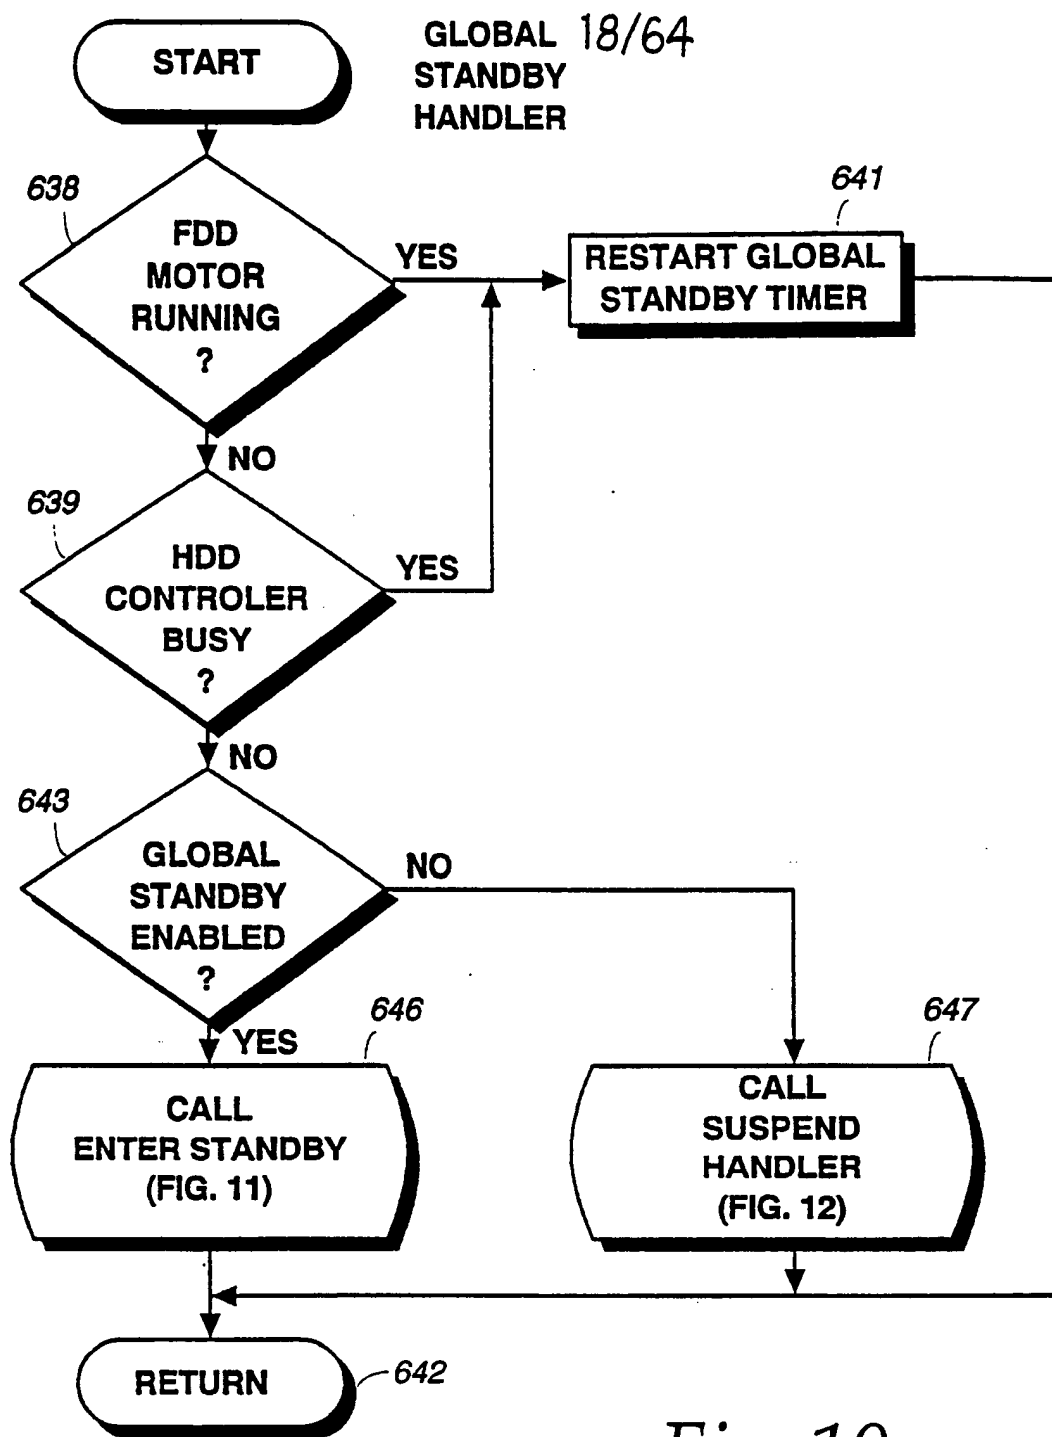 START
GLOBAL 18/64
STANDBY
HANDLER
638
FDD
MOTOR
RUNNING
?
YES
641
RESTART GLOBAL
STANDBY TIMER
NO
639
HDD
CONTROLER
BUSY
?
YES
NO
643
GLOBAL
STANDBY
ENABLED
?
NO
YES
646
CALL
ENTER STANDBY
(FIG. 11)
647
CALL
SUSPEND
HANDLER
(FIG. 12)
RETURN
642
Fig. 10